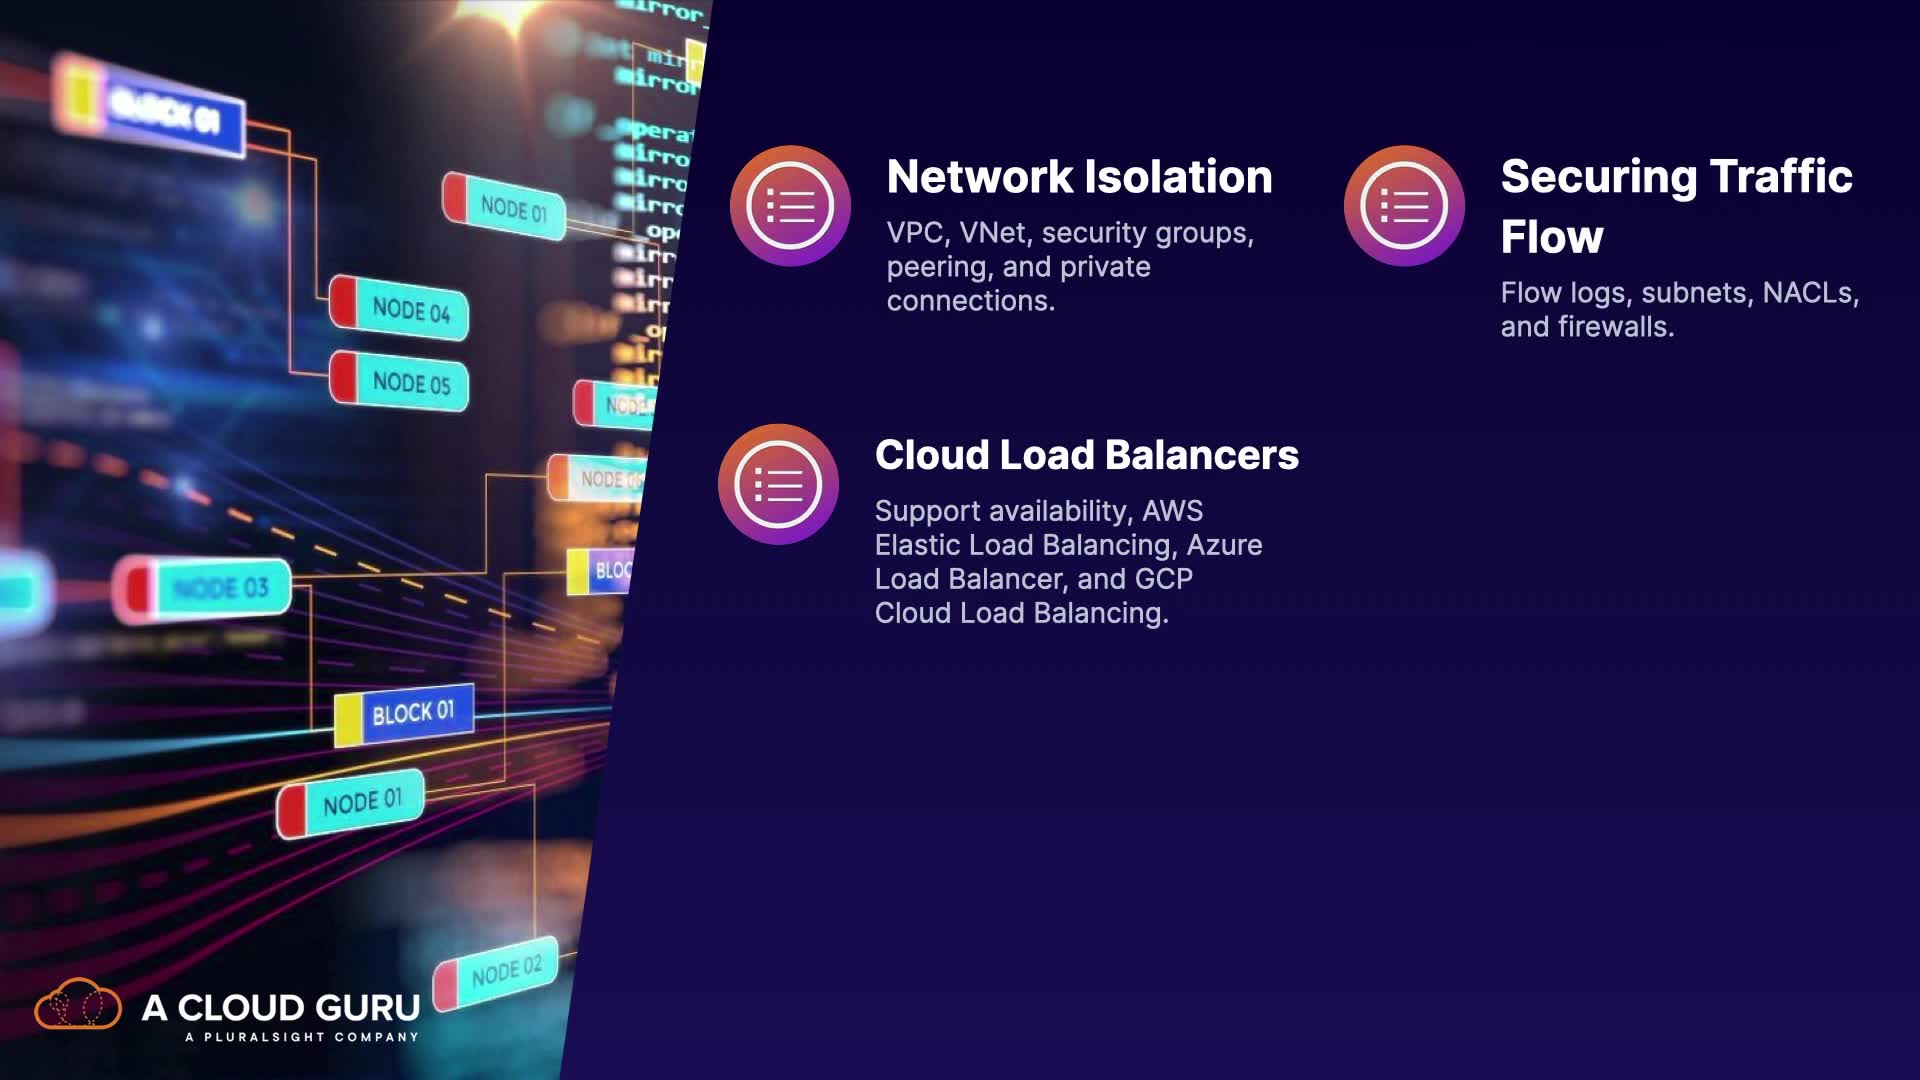 Network Isolation
VPC, VNet, security groups,
peering, and private
connections.
Securing Traffic
Flow
Flow logs, subnets, NACLs,
and firewalls.
Cloud Load Balancers
Support availability, AWS
Elastic Load Balancing, Azure
Load Balancer, and GCP
Cloud Load Balancing.
BLOCK 01
NODE 01
NODE 04
NODE 05
NODE 06
NODE 03
BLOCK 01
NODE 01
NODE 02
A CLOUD GURU
A PLURALSIGHT COMPANY